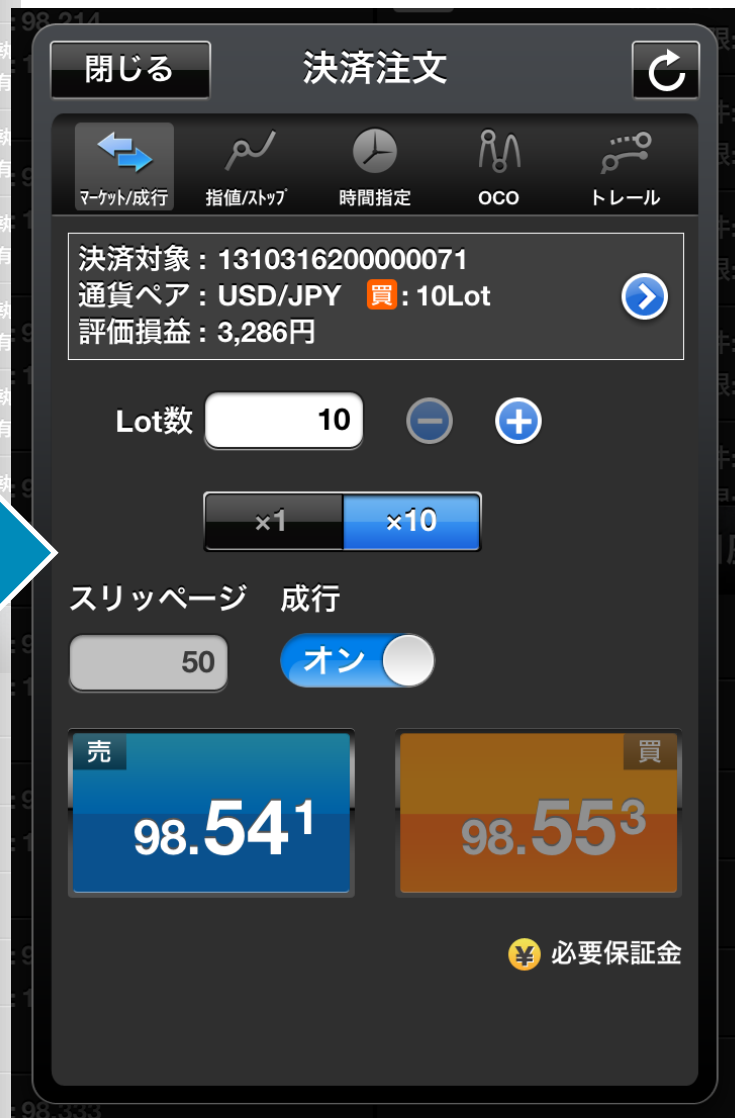 98.214
閉じる
決済注文
マーケット/成行
指値/ストップ
時間指定
OCO
トレール
決済対象 : 1310316200000071
通貨ペア : USD/JPY 買 : 10Lot
評価損益 : 3,286円
Lot数 10
×1 ×10
スリッページ 成行
50 オン
売 買
98.541 98.553
¥ 必要保証金
98.333